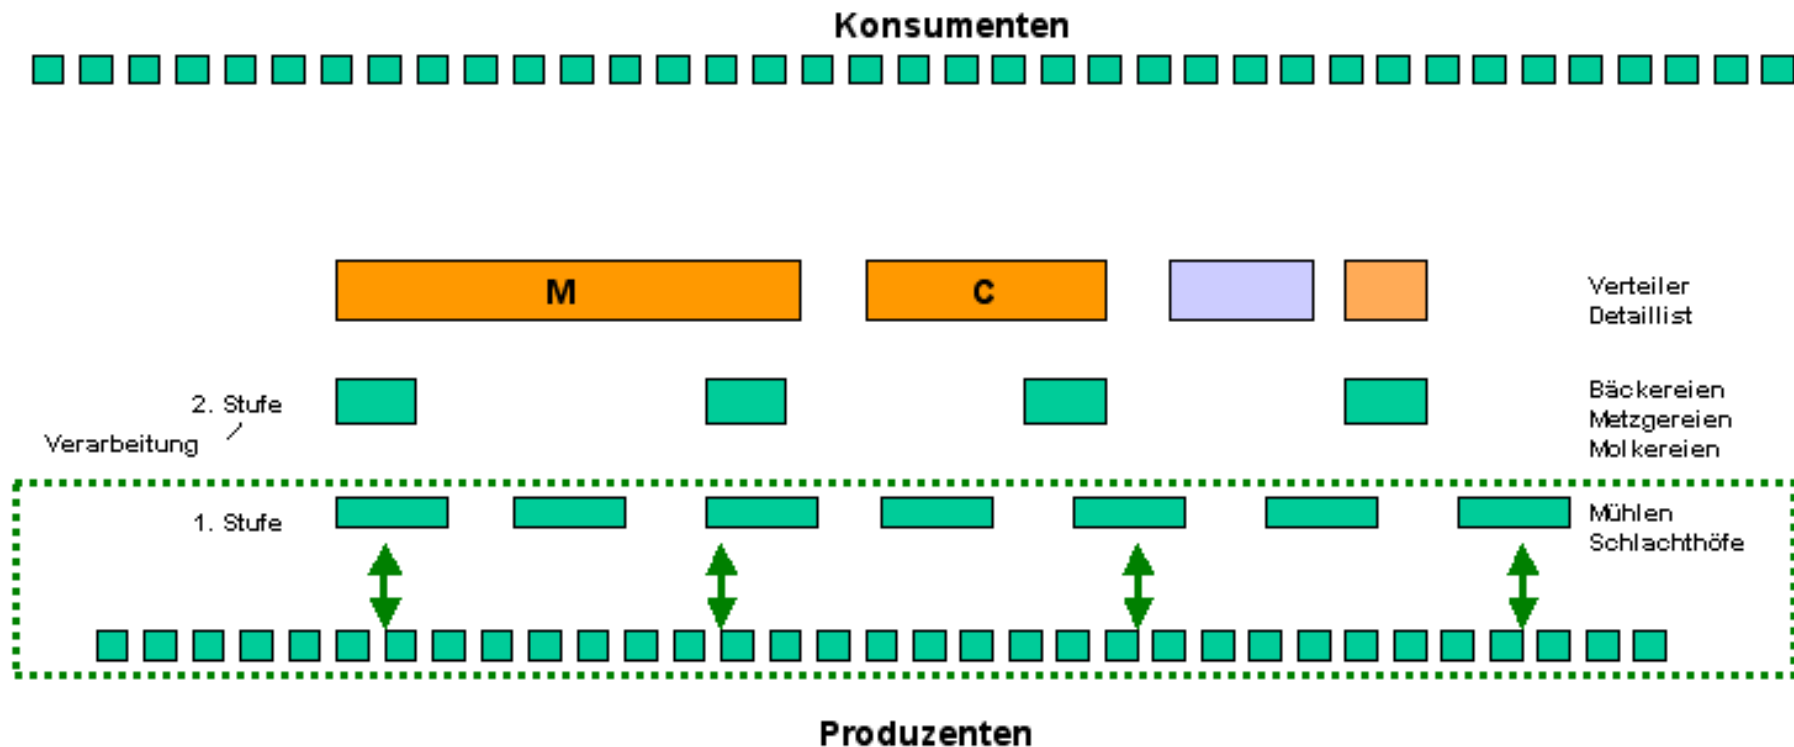 Konsumenten
M
C
Verteiler
Detaillist
2. Stufe
Verarbeitung
Bäckereien
Metzgereien
Molkereien
1. Stufe
Mühlen
Schlachthöfe
Produzenten